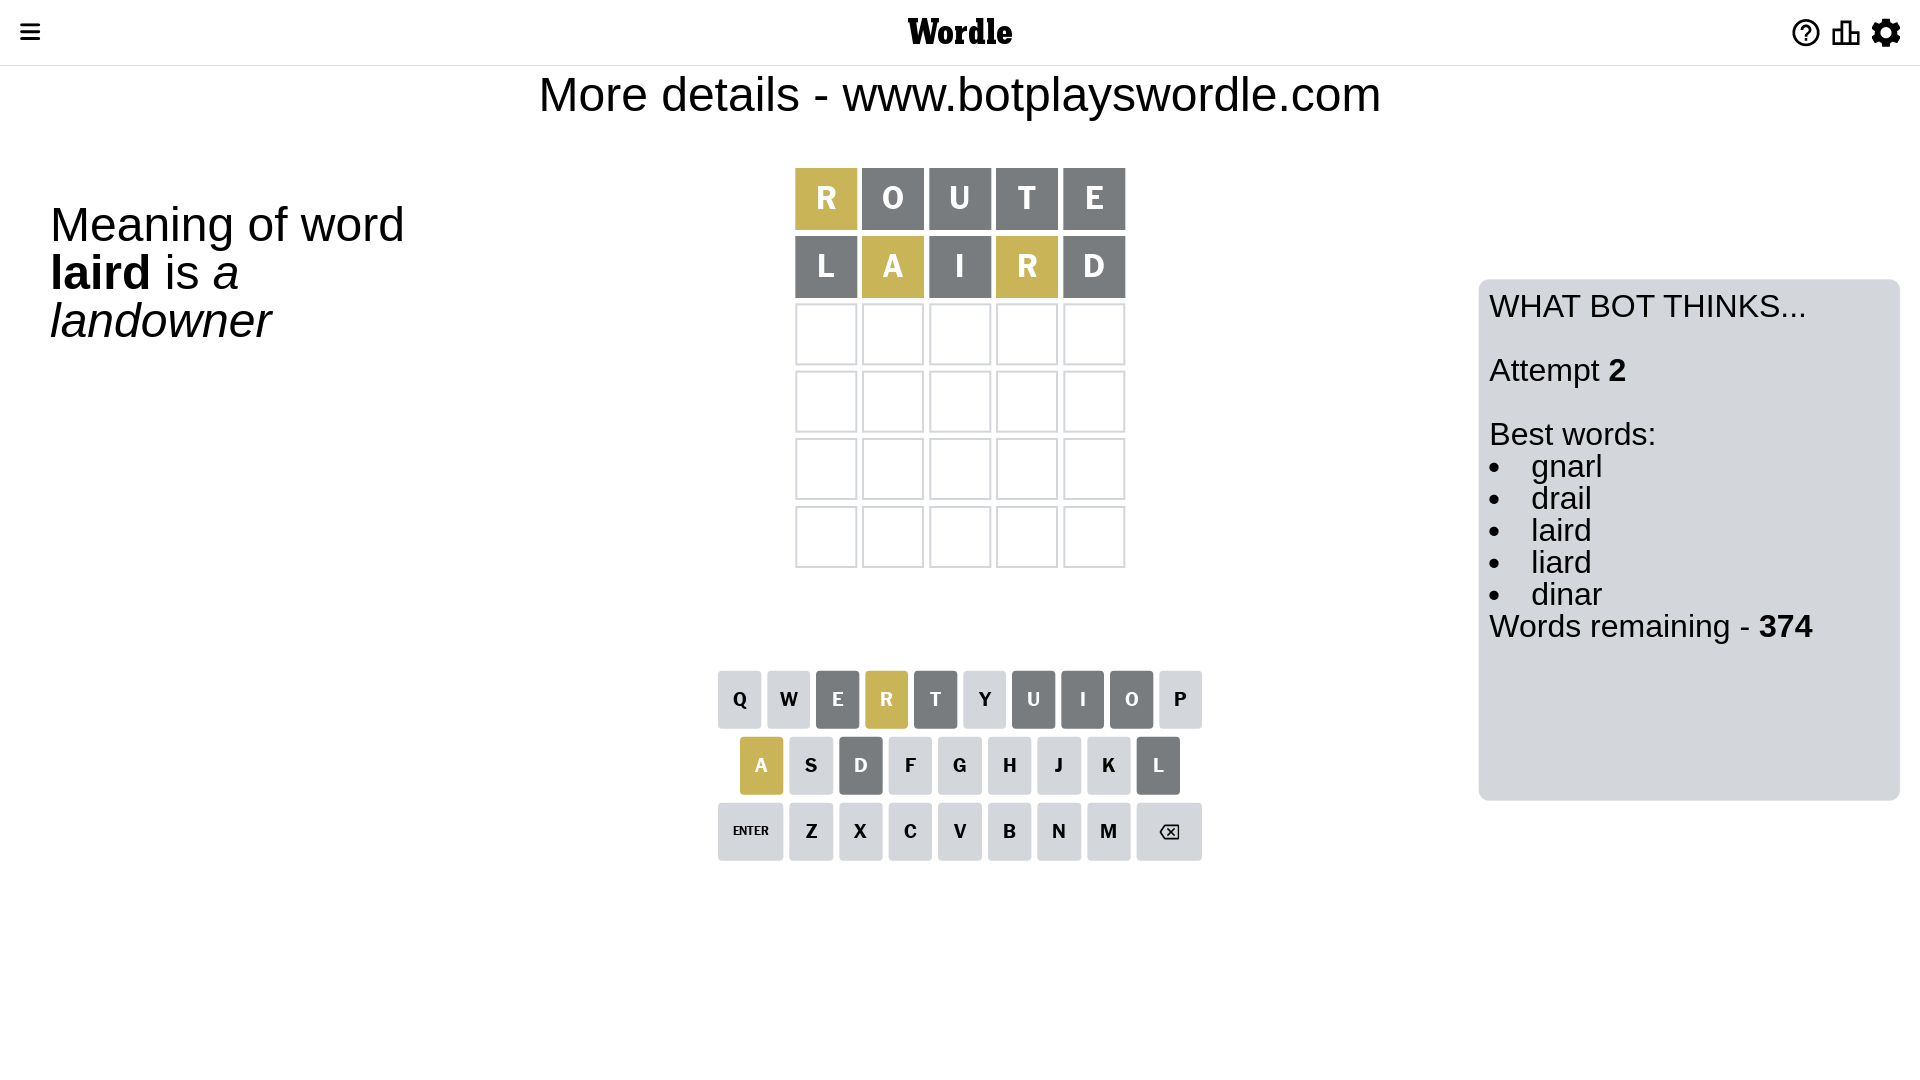 Wordle
More details - www.botplayswordle.com
Meaning of word
laird is a
landowner
R O U T E
L A I R D
WHAT BOT THINKS...
Attempt 2
Best words:
• gnarl
• drail
• laird
• liard
• dinar
Words remaining - 374
Q W E R T Y U I O P
A S D F G H J K L
ENTER Z X C V B N M